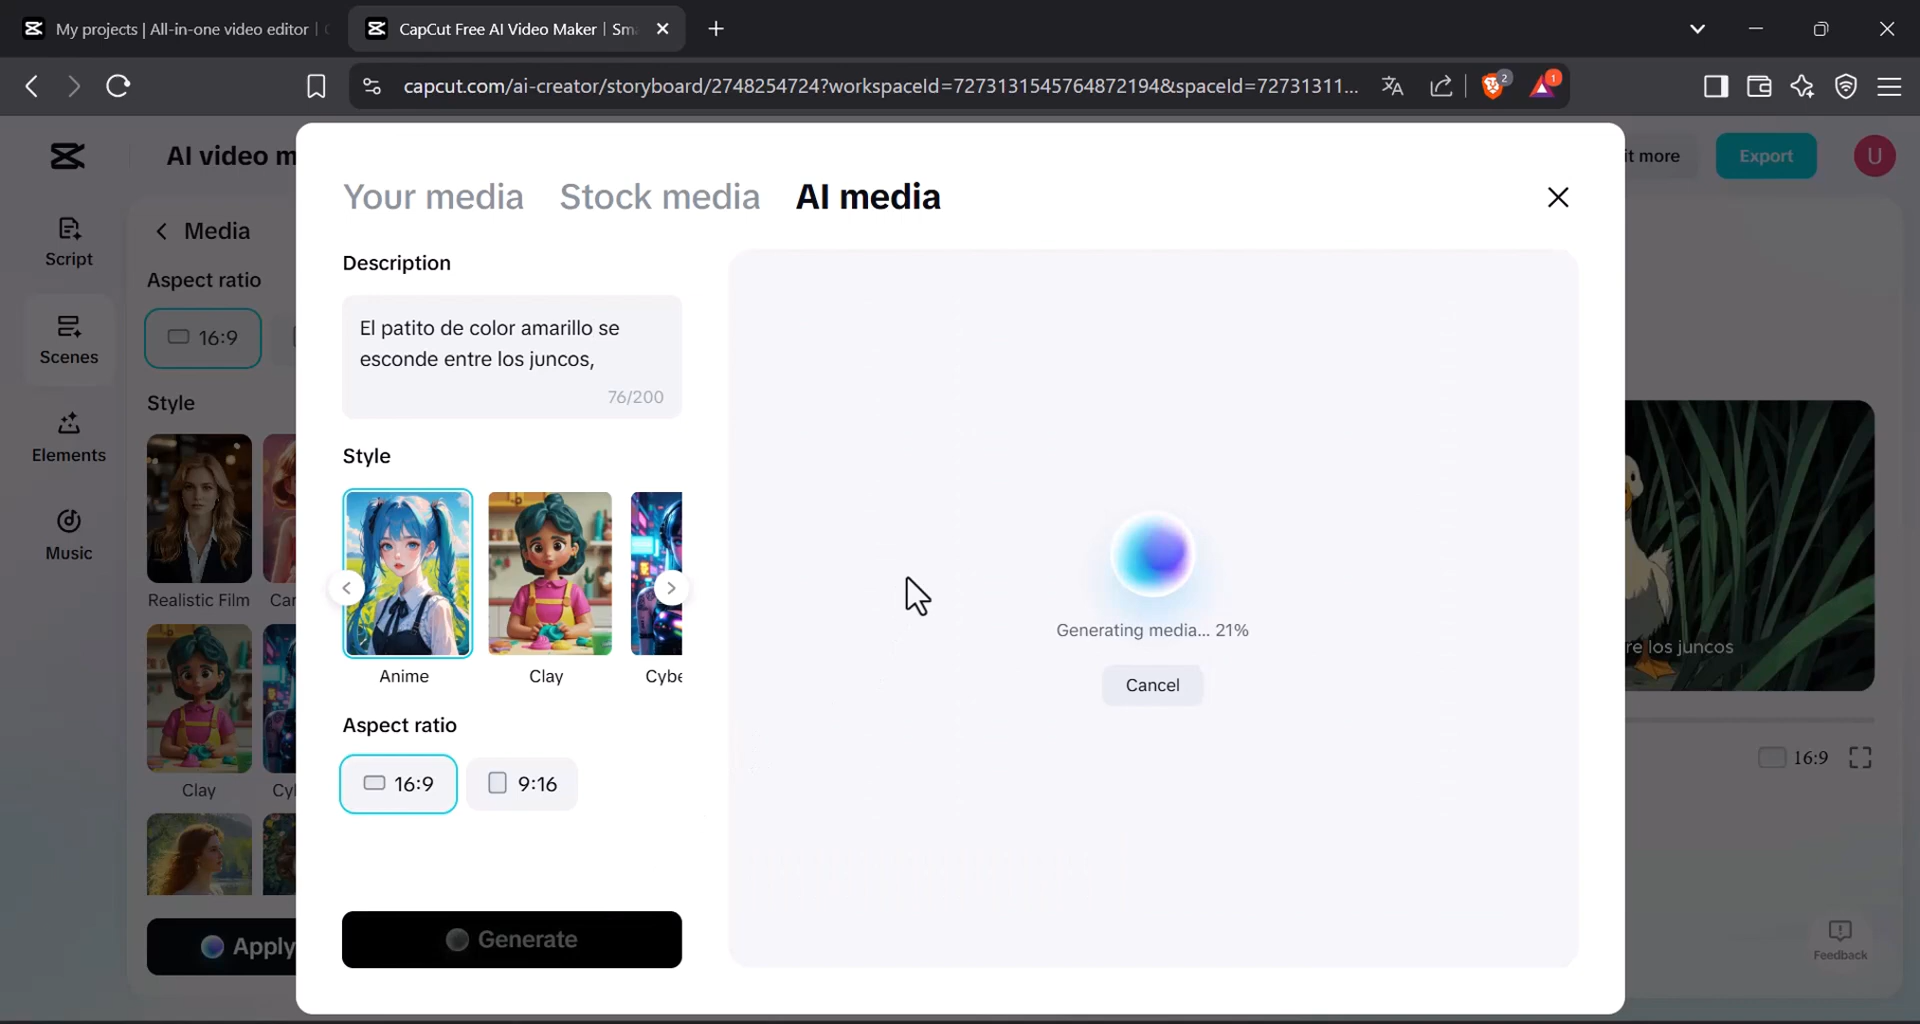 My projects | All-in-one video editor |
CapCut Free AI Video Maker | Sm
capcut.com/ai-creator/storyboard/2748254724?workspaceId=7273131545764872194&spaceId=72731311...
2
1
AI video m
it more
Export
U
Your media
Stock media
AI media
Script
Scenes
Elements
Music
Media
Aspect ratio
16:9
Style
Realistic Film
Clay
Apply
Description
El patito de color amarillo se
esconde entre los juncos,
76/200
Style
Anime
Clay
Cybe
Aspect ratio
16:9
9:16
Generate
Generating media... 21%
Cancel
re los juncos
16:9
Feedback